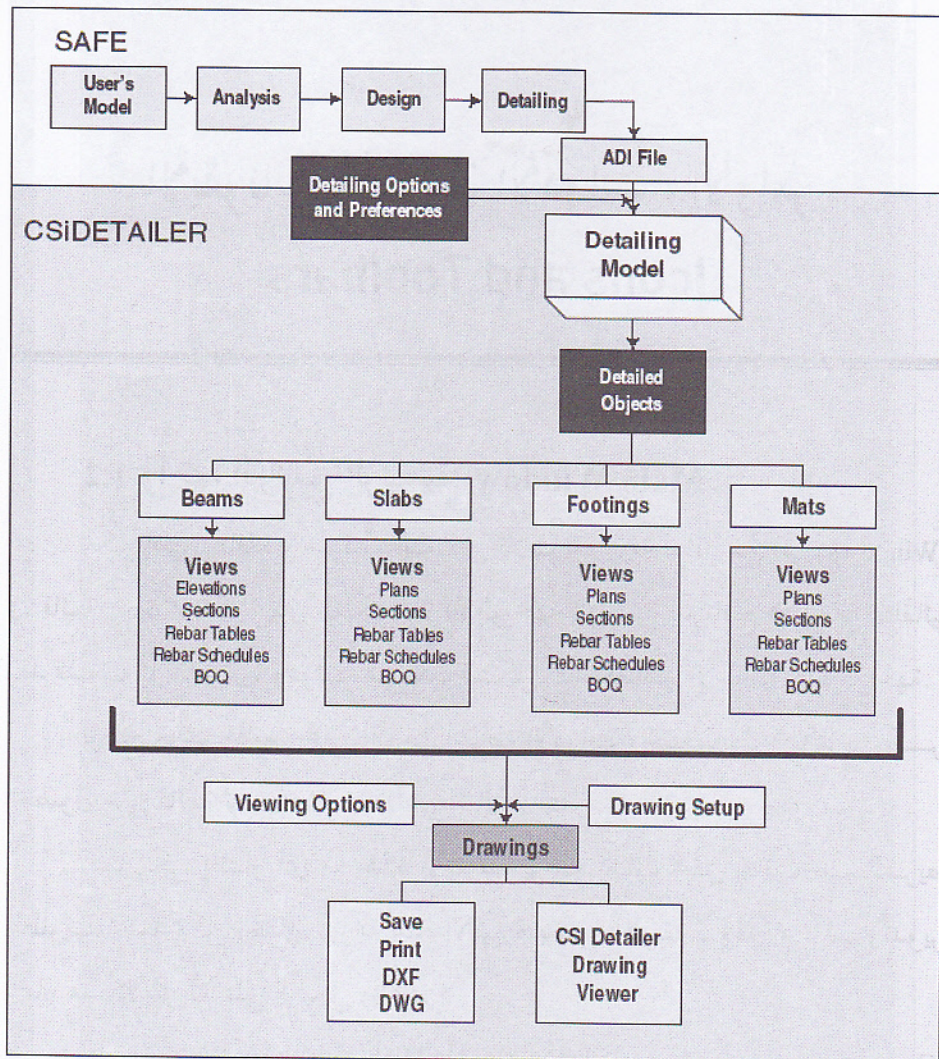 SAFE
User's
Model
Analysis
Design
Detailing
ADI File
Detailing Options
and Preferences
CSiDETAILER
Detailing
Model
Detailed
Objects
Beams
Slabs
Footings
Mats
Views
Elevations
Sections
Rebar Tables
Rebar Schedules
BOQ
Views
Plans
Sections
Rebar Tables
Rebar Schedules
BOQ
Views
Plans
Sections
Rebar Tables
Rebar Schedules
BOQ
Views
Plans
Sections
Rebar Tables
Rebar Schedules
BOQ
Viewing Options
Drawing Setup
Drawings
Save
Print
DXF
DWG
CSI Detailer
Drawing
Viewer